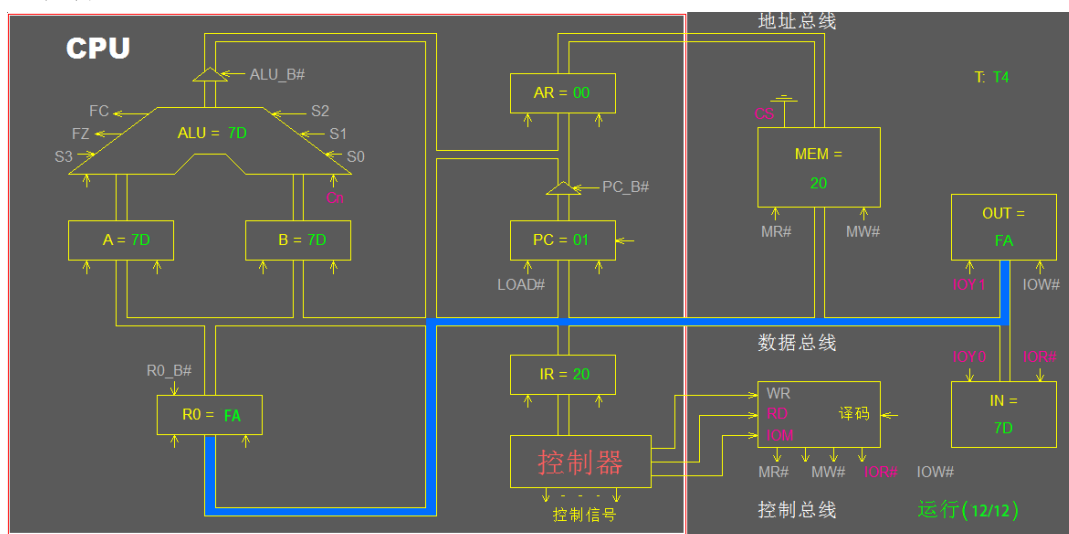 地址总线
CPU
ALU_B#
T: T4
AR = 00
FC
S2
CS
FZ
ALU = 7D
S1
MEM =
S3
S0
20
PC_B#
Cn
OUT =
A = 7D
B = 7D
PC = 01
MR#
MW#
FA
LOAD#
IOY1
IOW#
数据总线
R0_B#
IR = 20
IOY0
IOR#
WR
IN =
R0 = FA
RD
译码
7D
IOM
控制器
MR#
MW#
IOR#
IOW#
- - -
控制信号
控制总线
运行(12/12)